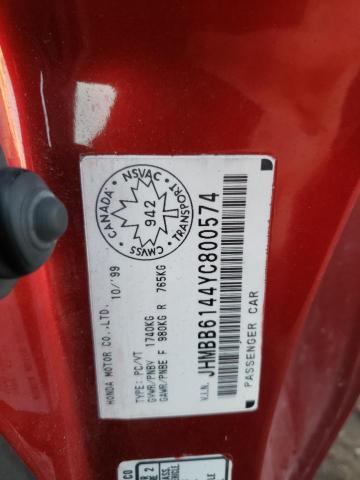 HONDA MOTOR CO.,LTD. 10/'99
TYPE: PC/VT
GVWR/PNBV 1740KG
GAWR/PNBE F 980KG R 765KG
CANADA NSVAC TRANSPORT CMVSS
942
V.I.N. JHMBB6144YC800574
PASSENGER CAR